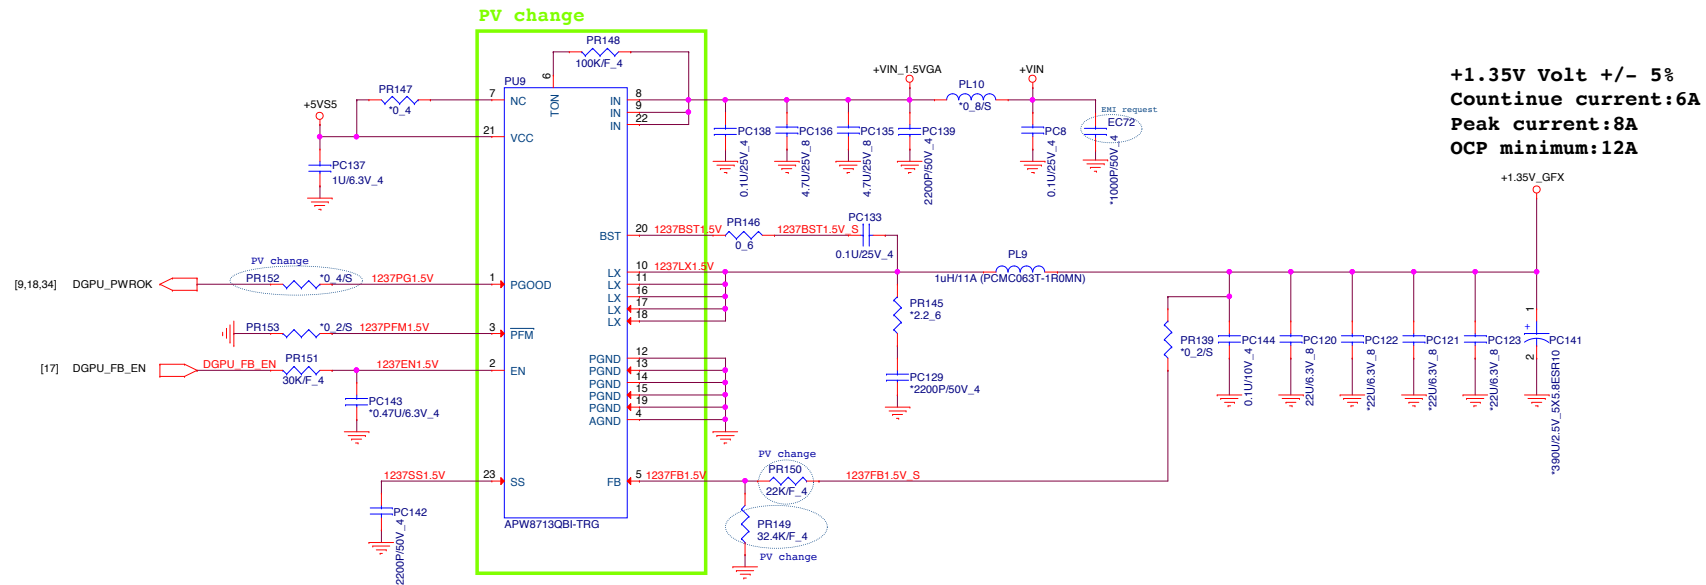 PV change
+1.35V Volt +/- 5%
Countinue current:6A
Peak current:8A
OCP minimum:12A
+1.35V_GFX
PR148
100K/F_4
6
PU9
TON
PR147
*0_4
+5VS5
7
NC
21
VCC
PC137
1U/6.3V_4
IN
8
IN
9
IN
22
+VIN_1.5VGA
PL10
*0_8/S
+VIN
EMI request
EC72
*1000P/50V_4
PC138
0.1U/25V_4
PC136
4.7U/25V_8
PC135
4.7U/25V_8
PC139
2200P/50V_4
PC8
0.1U/25V_4
BST
20
1237BST1.5V
PR146
0_6
1237BST1.5V_S
PC133
0.1U/25V_4
PV change
[9,18,34]
DGPU_PWROK
PR152
*0_4/S
1237PG1.5V
1
PGOOD
PR153
*0_2/S
1237PFM1.5V
3
PFM
[17]
DGPU_FB_EN
DGPU_FB_EN
PR151
30K/F_4
1237EN1.5V
2
EN
PC143
*0.47U/6.3V_4
LX
10
1237LX1.5V
LX
11
LX
16
LX
17
LX
18
PL9
1uH/11A (PCMC063T-1R0MN)
PR145
*2.2_6
PC129
*2200P/50V_4
PGND
12
PGND
13
PGND
14
PGND
15
PGND
19
AGND
4
PR139
*0_2/S
PC144
0.1U/10V_4
PC120
22U/6.3V_8
PC122
*22U/6.3V_8
PC121
*22U/6.3V_8
PC123
*22U/6.3V_8
1
+
2
PC141
*390U/2.5V_5X5.8ESR10
1237SS1.5V
23
SS
PC142
2200P/50V_4
FB
5
1237FB1.5V
PV change
PR150
22K/F_4
1237FB1.5V_S
PR149
32.4K/F_4
PV change
APW8713QBI-TRG